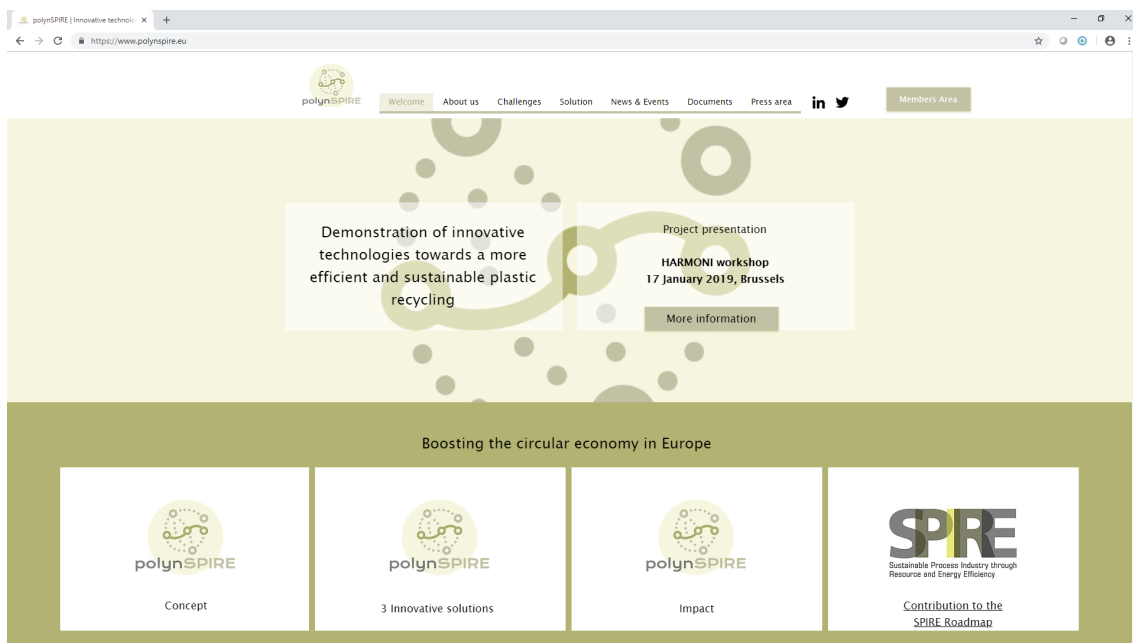 polynSPIRE | Innovative technolo
https://www.polynspire.eu
polynSPIRE
Welcome About us Challenges Solution News & Events Documents Press area in Members Area
Demonstration of innovative
technologies towards a more
efficient and sustainable plastic
recycling
Project presentation
HARMONI workshop
17 January 2019, Brussels
More information
Boosting the circular economy in Europe
polynSPIRE
Concept
polynSPIRE
3 Innovative solutions
polynSPIRE
Impact
SPIRE
Sustainable Process Industry through
Resource and Energy Efficiency
Contribution to the
SPIRE Roadmap